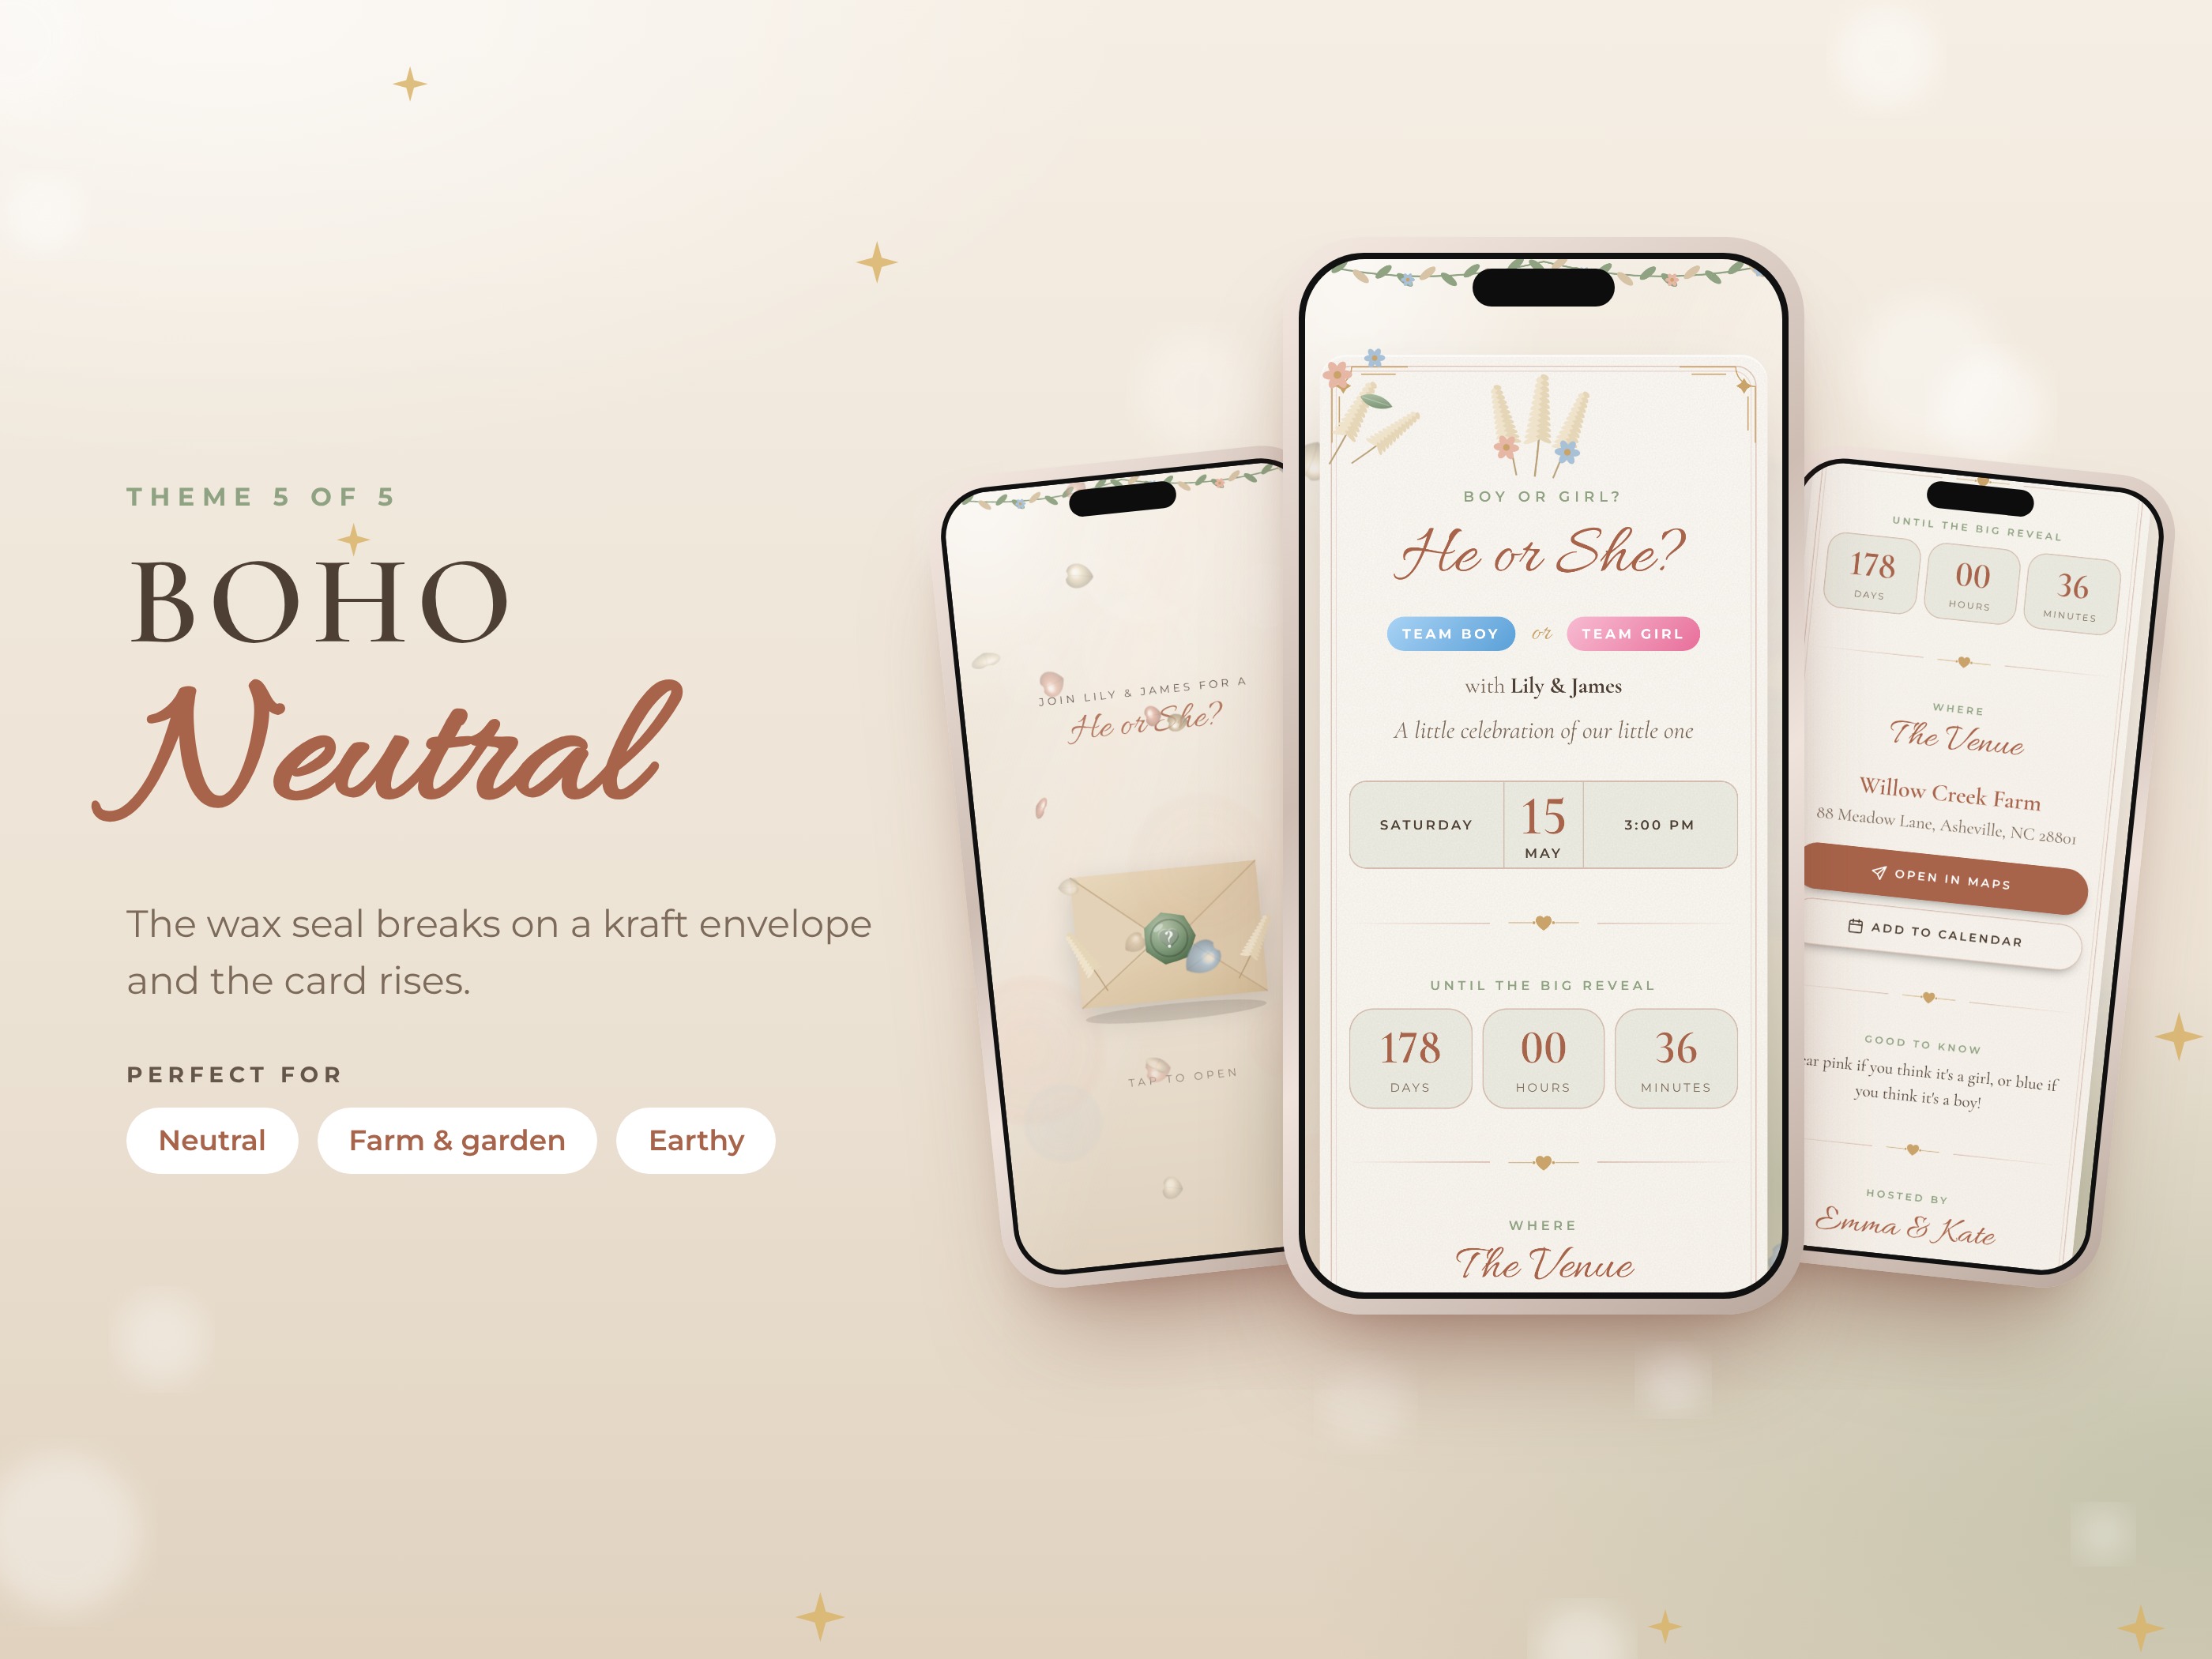 THEME 5 OF 5
BOHO
Neutral
The wax seal breaks on a kraft envelope
and the card rises.
PERFECT FOR
Neutral
Farm & garden
Earthy
JOIN LILY & JAMES FOR A
He or She?
?
TAP TO OPEN
BOY OR GIRL?
He or She?
TEAM BOY or TEAM GIRL
with Lily & James
A little celebration of our little one
SATURDAY 15 MAY 3:00 PM
UNTIL THE BIG REVEAL
178 00 36
DAYS HOURS MINUTES
WHERE
The Venue
UNTIL THE BIG REVEAL
178 00 36
DAYS HOURS MINUTES
WHERE
The Venue
Willow Creek Farm
88 Meadow Lane, Asheville, NC 28801
OPEN IN MAPS
ADD TO CALENDAR
GOOD TO KNOW
pink if you think it's a girl, or blue if
you think it's a boy!
HOSTED BY
Emma & Kate